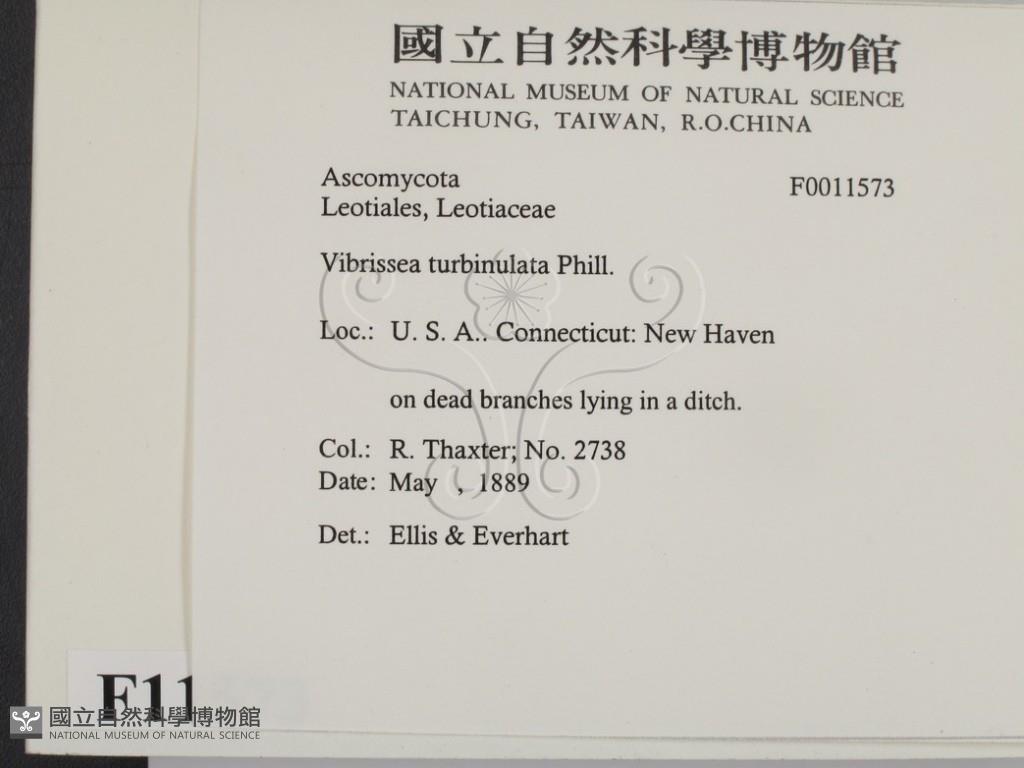 國立自然科學博物館
NATIONAL MUSEUM OF NATURAL SCIENCE
TAICHUNG, TAIWAN, R.O.CHINA
Ascomycota F0011573
Leotiales, Leotiaceae
Vibrissea turbinulata Phill.
Loc.: U. S. A.. Connecticut: New Haven
on dead branches lying in a ditch.
Col.: R. Thaxter; No. 2738
Date: May , 1889
Det.: Ellis & Everhart
F11
國立自然科學博物館
NATIONAL MUSEUM OF NATURAL SCIENCE